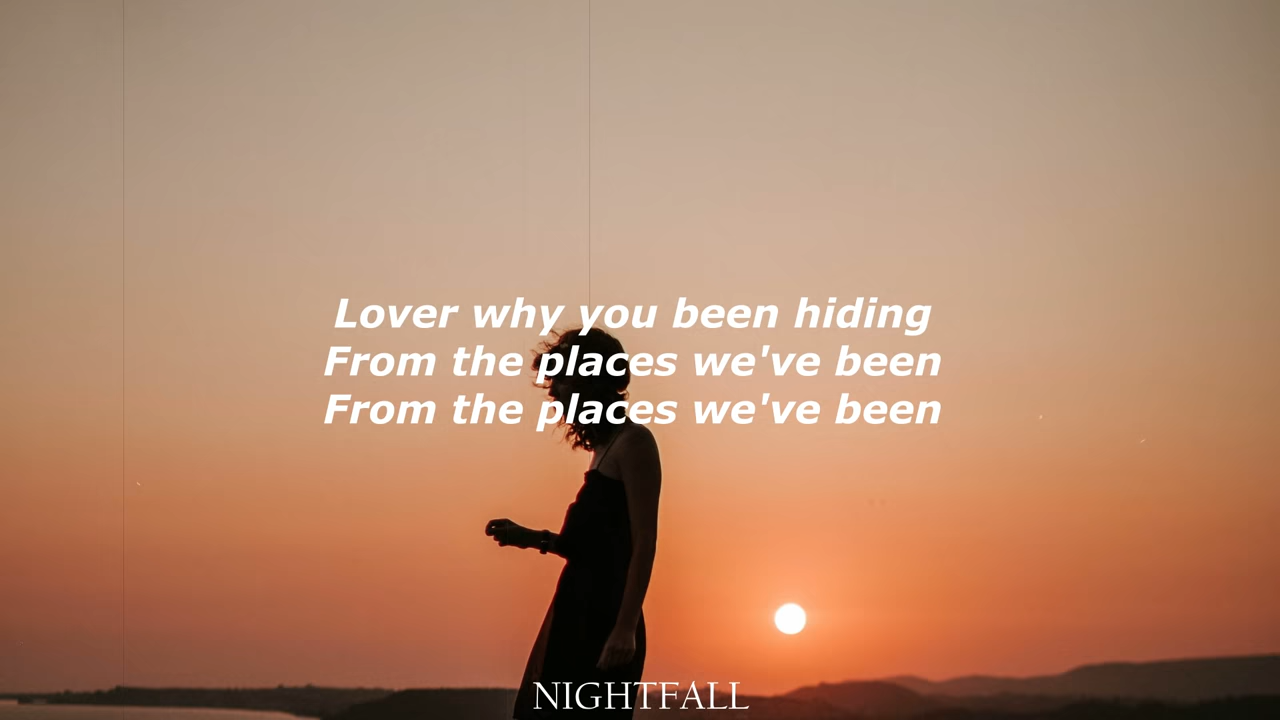 Lover why you been hiding
From the places we've been
From the places we've been
NIGHTFALL